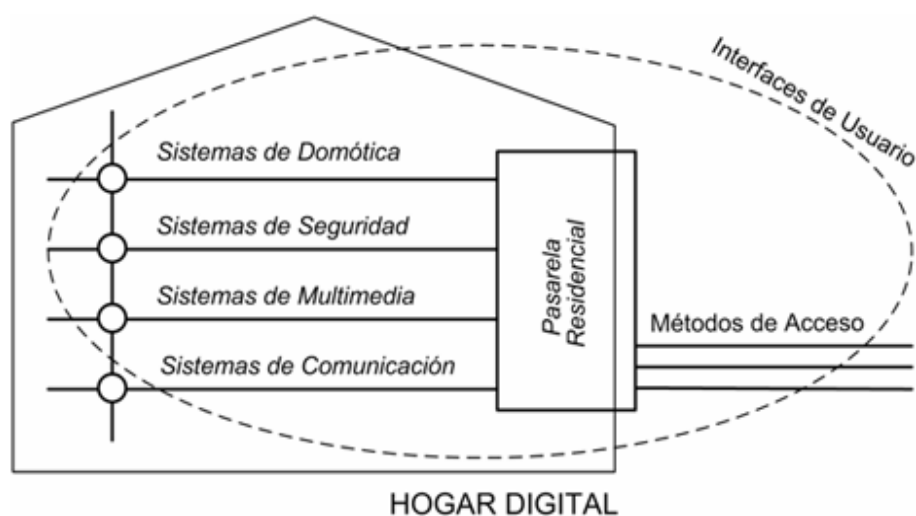 Interfaces de Usuario
Sistemas de Domótica
Sistemas de Seguridad
Sistemas de Multimedia
Sistemas de Comunicación
Pasarela
Residencial
Métodos de Acceso
HOGAR DIGITAL